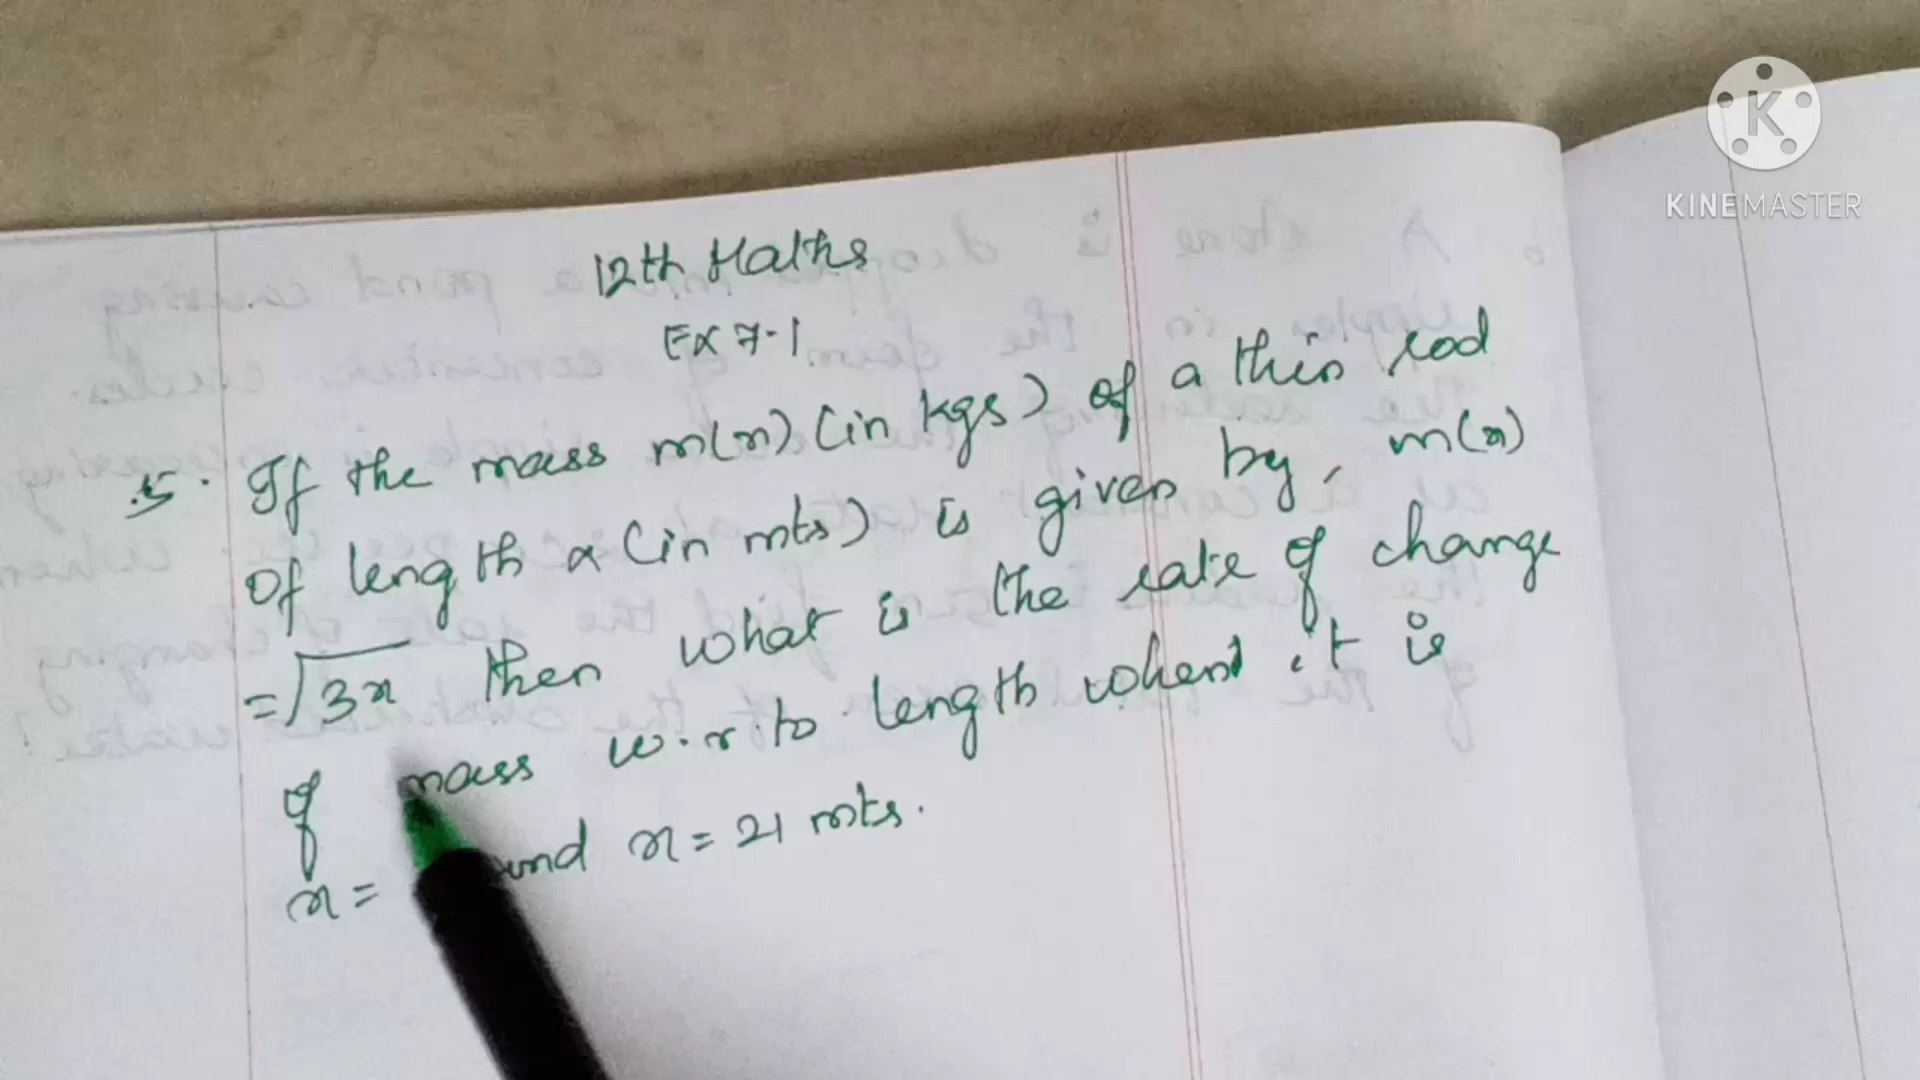 KINEMASTER
12th Maths
Ex 7.1
5. If the mass m(x) (in kgs) of a thin rod
Of length x (in mts) is given by, m(x)
= √3x then what is the rate of change
of mass w.r.to length when it is
x = and x = 21 mts.